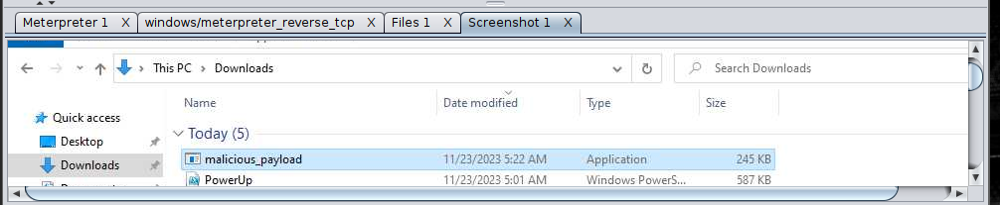 Meterpreter 1 X windows/meterpreter_reverse_tcp X Files 1 X Screenshot 1 X
This PC > Downloads Search Downloads
Name Date modified Type Size
Quick access
Today (5)
Desktop
Downloads malicious_payload 11/23/2023 5:22 AM Application 245 KB
PowerUp 11/23/2023 5:01 AM Windows PowerS... 587 KB